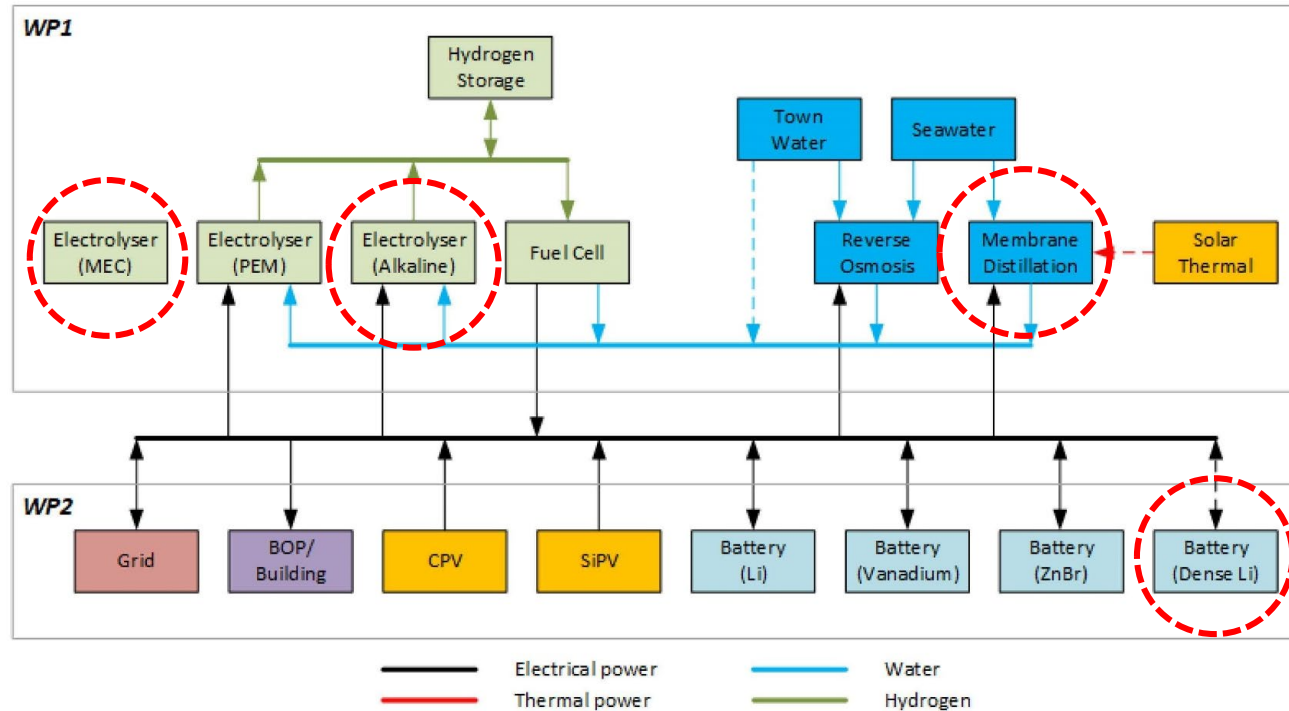 WP1
Hydrogen
Storage
Town
Water
Seawater
Electrolyser
(MEC)
Electrolyser
(PEM)
Electrolyser
(Alkaline)
Fuel Cell
Reverse
Osmosis
Membrane
Distillation
Solar
Thermal
WP2
Grid
BOP/
Building
CPV
SiPV
Battery
(Li)
Battery
(Vanadium)
Battery
(ZnBr)
Battery
(Dense Li)
Electrical power
Water
Thermal power
Hydrogen